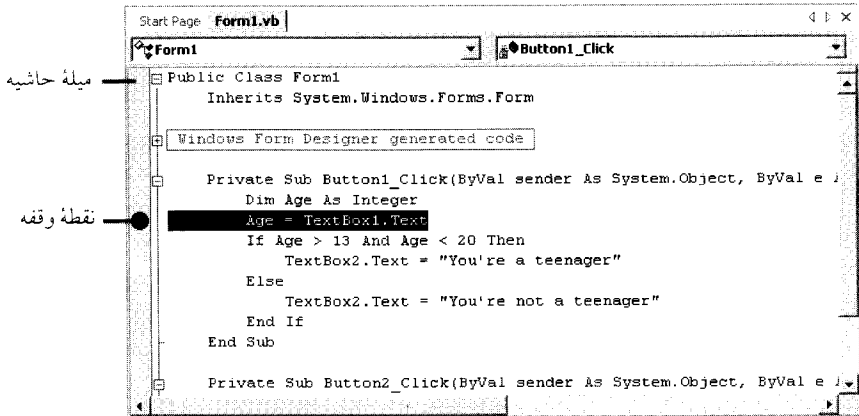 Start Page Form1.vb
Form1 Button1_Click
میلهٔ حاشیه
Public Class Form1
Inherits System.Windows.Forms.Form
Windows Form Designer generated code
Private Sub Button1_Click(ByVal sender As System.Object, ByVal e
Dim Age As Integer
نقطهٔ وقفه
Age = TextBox1.Text
If Age > 13 And Age < 20 Then
TextBox2.Text = "You're a teenager"
Else
TextBox2.Text = "You're not a teenager"
End If
End Sub
Private Sub Button2_Click(ByVal sender As System.Object, ByVal e